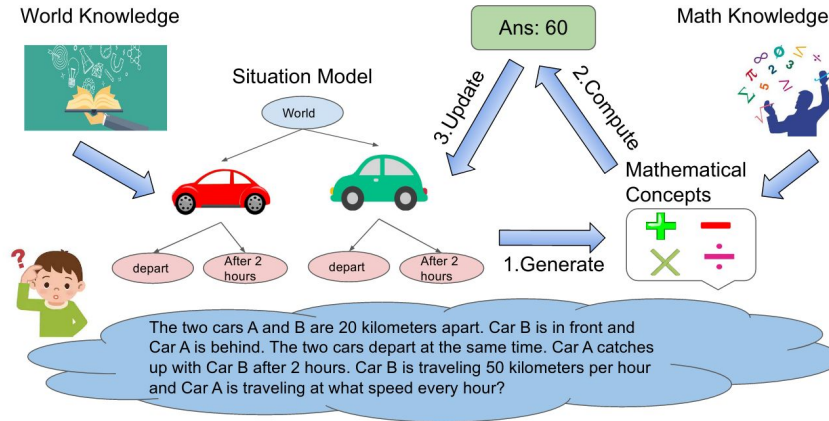 World Knowledge
Ans: 60
Math Knowledge
Situation Model
World
3.Update
2.Compute
Mathematical
Concepts
depart
After 2
hours
depart
After 2
hours
1.Generate
The two cars A and B are 20 kilometers apart. Car B is in front and
Car A is behind. The two cars depart at the same time. Car A catches
up with Car B after 2 hours. Car B is traveling 50 kilometers per hour
and Car A is traveling at what speed every hour?